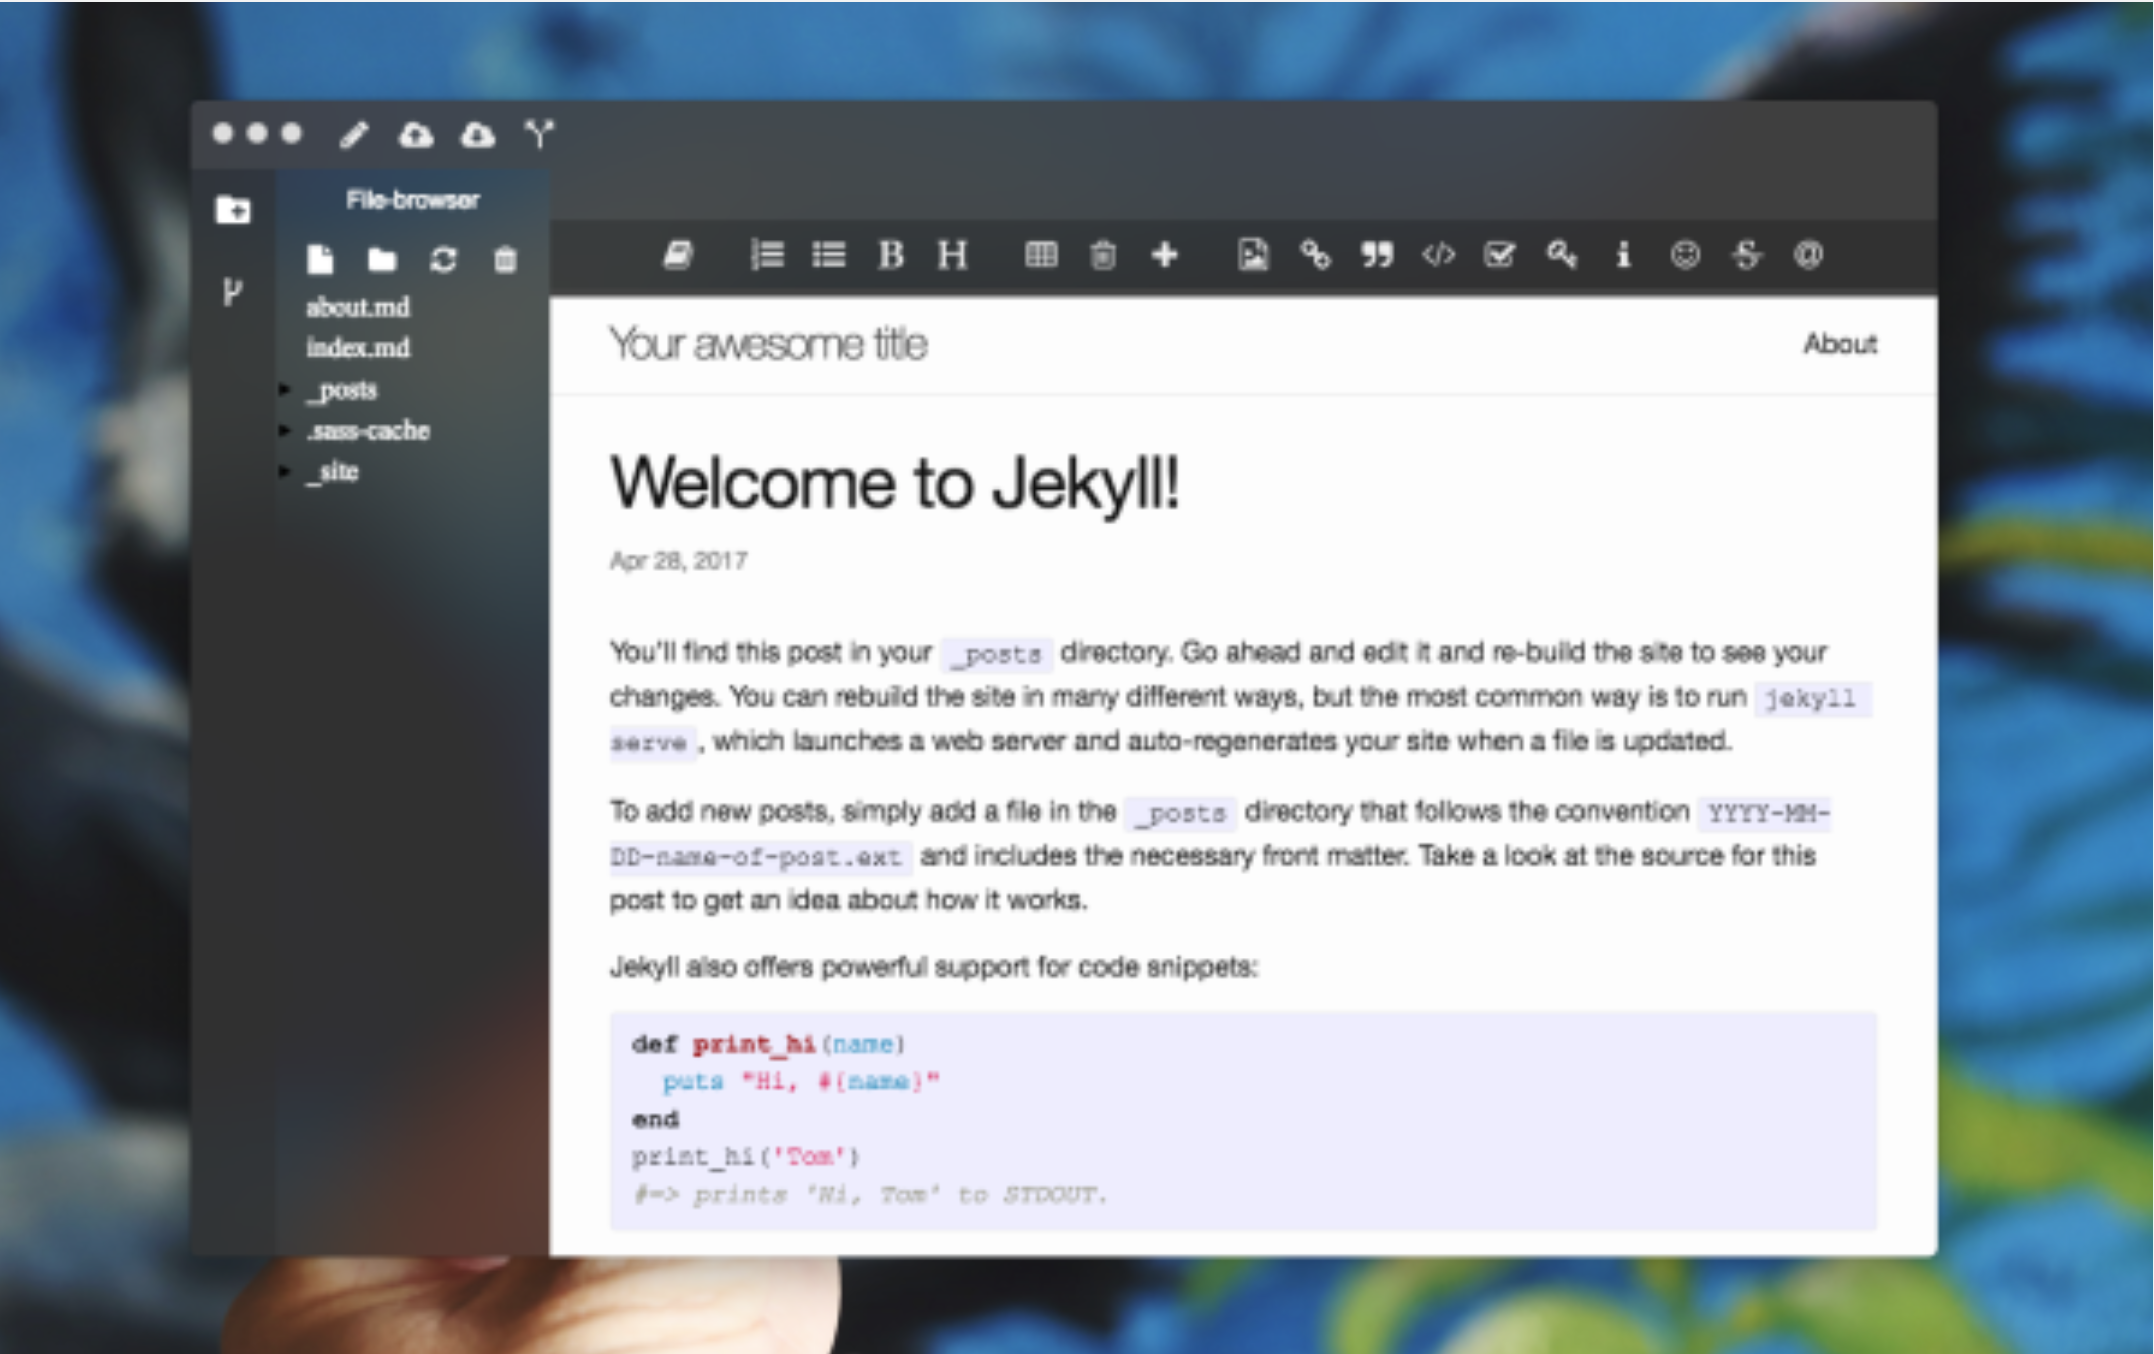 File-browser
about.md
index.md
_posts
.sass-cache
_site
B H
Your awesome title
About
Welcome to Jekyll!
Apr 28, 2017
You'll find this post in your _posts directory. Go ahead and edit it and re-build the site to see your
changes. You can rebuild the site in many different ways, but the most common way is to run jekyll
serve , which launches a web server and auto-regenerates your site when a file is updated.
To add new posts, simply add a file in the _posts directory that follows the convention YYYY-MM-
DD-name-of-post.ext and includes the necessary front matter. Take a look at the source for this
post to get an idea about how it works.
Jekyll also offers powerful support for code snippets:
def print_hi(name)
  puts "Hi, #{name}"
end
print_hi('Tom')
#=> prints 'Hi, Tom' to STDOUT.